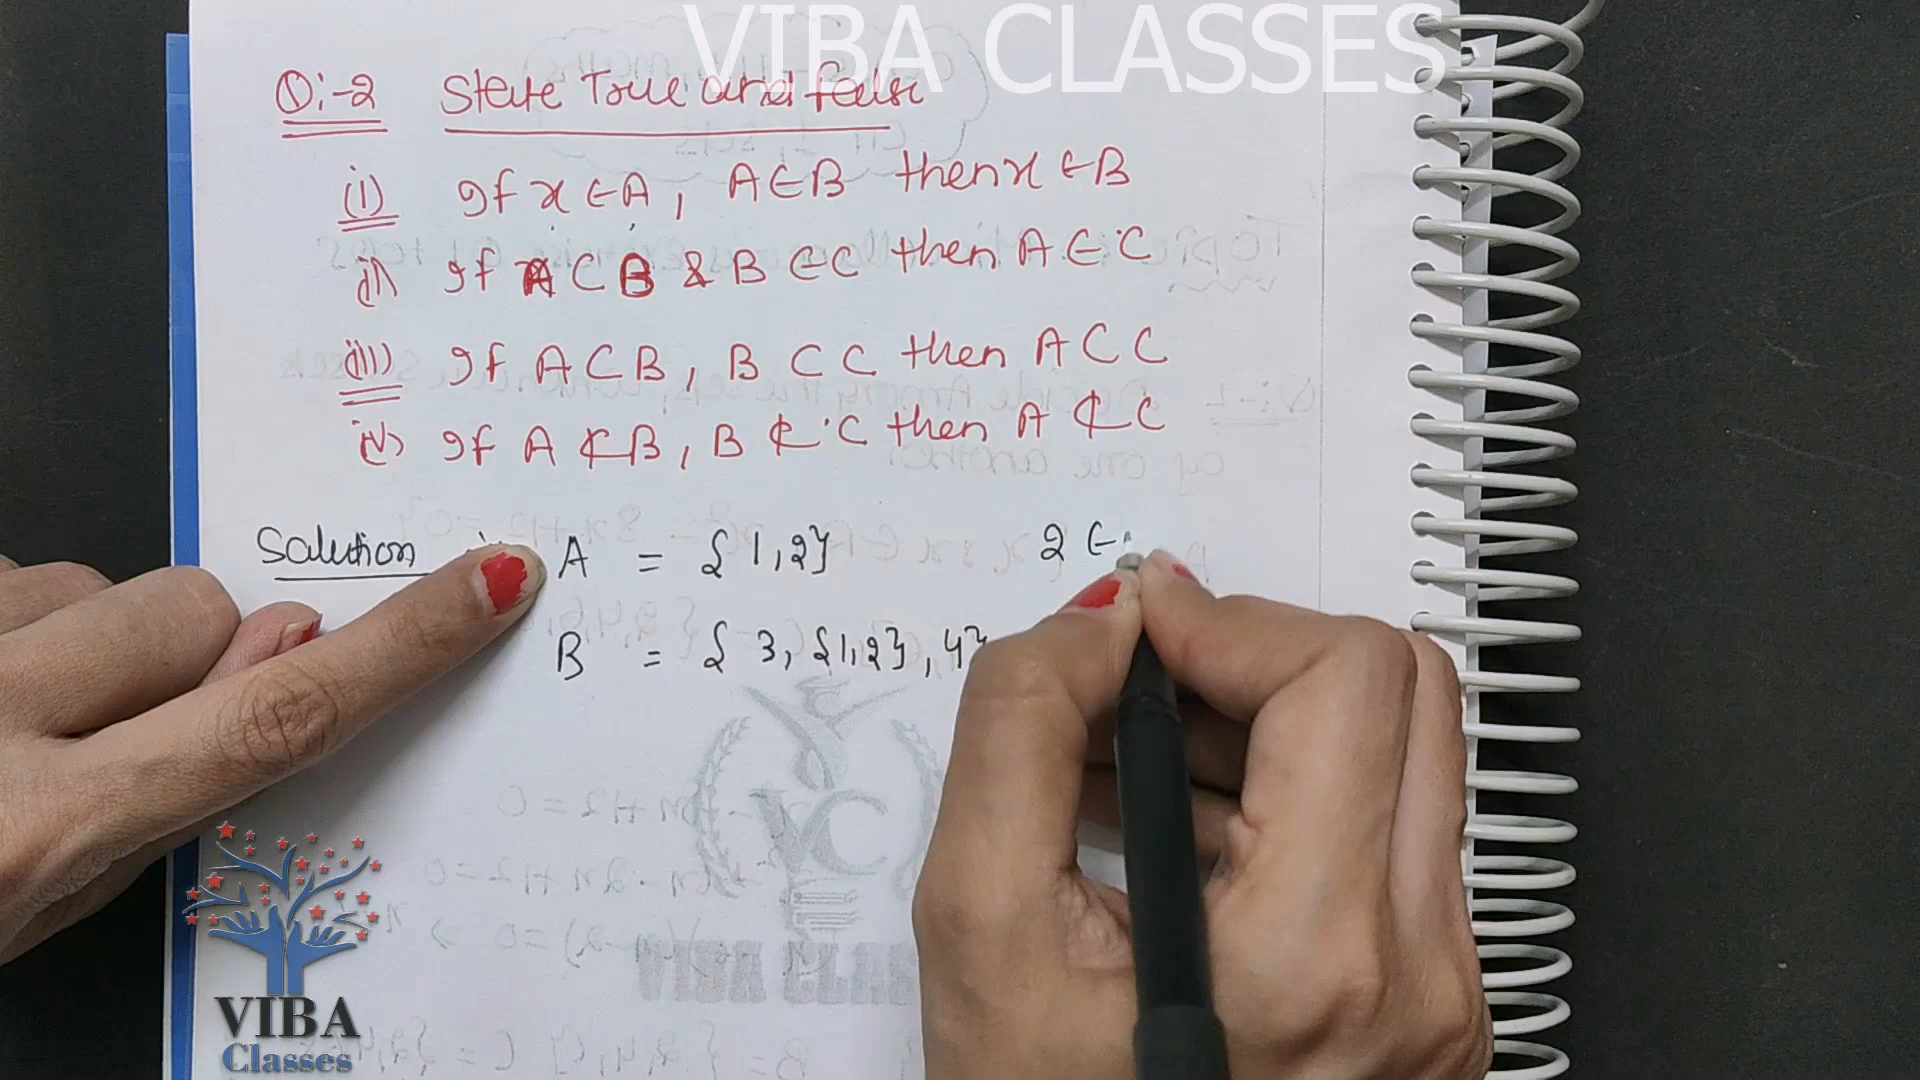 VIBA CLASSES
Q:-2 State True and false
(i) If x ∈ A, A ∈ B then x ∈ B
ii) If A ⊂ B & B ∈ C then A ∈ C
(iii) If A ⊂ B, B ⊂ C then A ⊂ C
iv) If A ⊄ B, B ⊄ C then A ⊄ C
Solution A = {1,2} 2 ∈
B = {3, {1,2}, 4}
VIBA
Classes